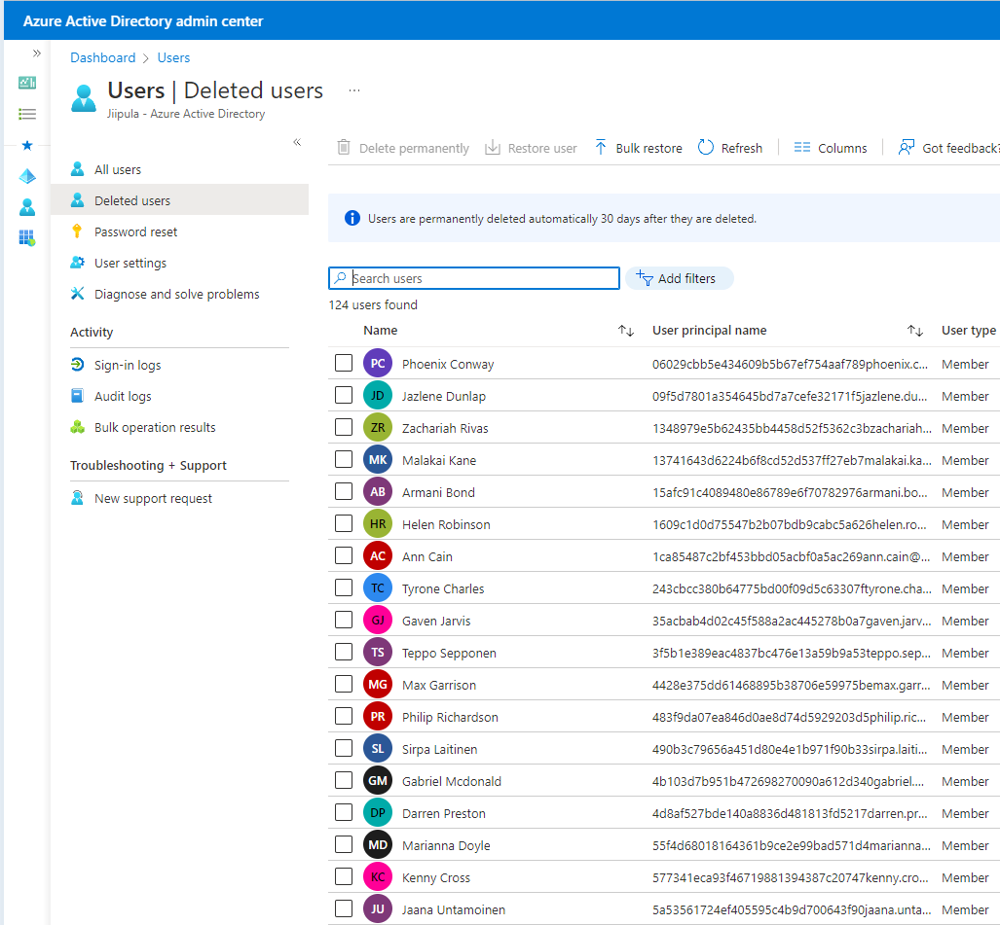 Azure Active Directory admin center
Dashboard > Users
Users | Deleted users ...
Jiipula - Azure Active Directory
All users
Deleted users
Password reset
User settings
Diagnose and solve problems
Activity
Sign-in logs
Audit logs
Bulk operation results
Troubleshooting + Support
New support request
Delete permanently Restore user Bulk restore Refresh Columns Got feedback?
Users are permanently deleted automatically 30 days after they are deleted.
Search users Add filters
124 users found
Name User principal name User type
PC Phoenix Conway 06029cbb5e434609b5b67ef754aaf789phoenix.c... Member
JD Jazlene Dunlap 09f5d7801a354645bd7a7cefe32171f5jazlene.du... Member
ZR Zachariah Rivas 1348979e5b62435bb4458d52f5362c3bzachariah... Member
MK Malakai Kane 13741643d6224b6f8cd52d537ff27eb7malakai.ka... Member
AB Armani Bond 15afc91c4089480e86789e6f70782976armani.bo... Member
HR Helen Robinson 1609c1d0d75547b2b07bdb9cabc5a626helen.ro... Member
AC Ann Cain 1ca85487c2bf453bbd05acbf0a5ac269ann.cain@... Member
TC Tyrone Charles 243cbcc380b64775bd00f09d5c63307ftyrone.cha... Member
GJ Gaven Jarvis 35acbab4d02c45f588a2ac445278b0a7gaven.jarv... Member
TS Teppo Sepponen 3f5b1e389eac4837bc476e13a59b9a53teppo.sep... Member
MG Max Garrison 4428e375dd61468895b38706e59975bemax.garr... Member
PR Philip Richardson 483f9da07ea846d0ae8d74d5929203d5philip.ric... Member
SL Sirpa Laitinen 490b3c79656a451d80e4e1b971f90b33sirpa.laiti... Member
GM Gabriel Mcdonald 4b103d7b951b472698270090a612d340gabriel.... Member
DP Darren Preston 4d8af527bde140a8836d481813fd5217darren.pr... Member
MD Marianna Doyle 55f4d68018164361b9ce2e99bad571d4marianna... Member
KC Kenny Cross 577341eca93f46719881394387c20747kenny.cro... Member
JU Jaana Untamoinen 5a53561724ef405595c4b9d700643f90jaana.unta... Member